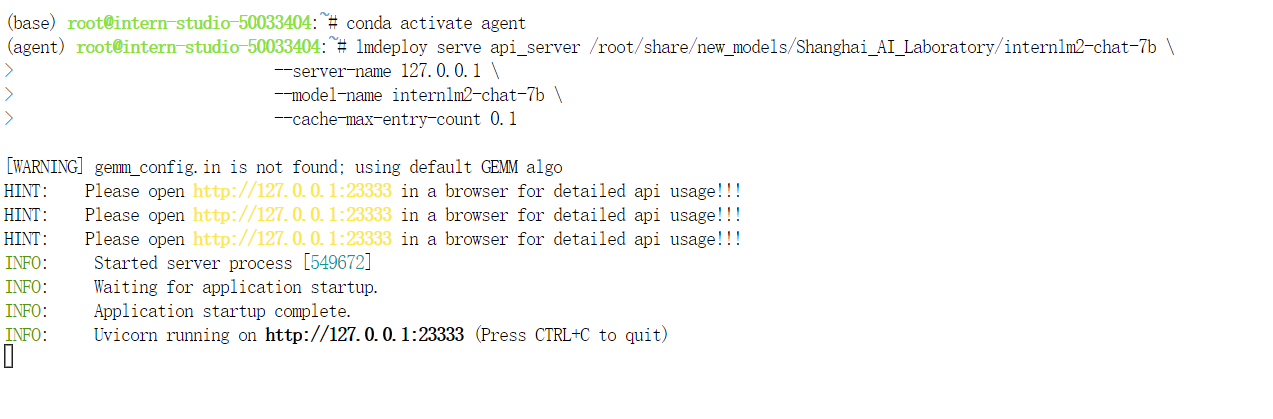 (base) root@intern-studio-50033404:~# conda activate agent
(agent) root@intern-studio-50033404:~# lmdeploy serve api_server /root/share/new_models/Shanghai_AI_Laboratory/internlm2-chat-7b \
>                              --server-name 127.0.0.1 \
>                              --model-name internlm2-chat-7b \
>                              --cache-max-entry-count 0.1
[WARNING] gemm_config.in is not found; using default GEMM algo
HINT:    Please open http://127.0.0.1:23333 in a browser for detailed api usage!!!
HINT:    Please open http://127.0.0.1:23333 in a browser for detailed api usage!!!
HINT:    Please open http://127.0.0.1:23333 in a browser for detailed api usage!!!
INFO:     Started server process [549672]
INFO:     Waiting for application startup.
INFO:     Application startup complete.
INFO:     Uvicorn running on http://127.0.0.1:23333 (Press CTRL+C to quit)